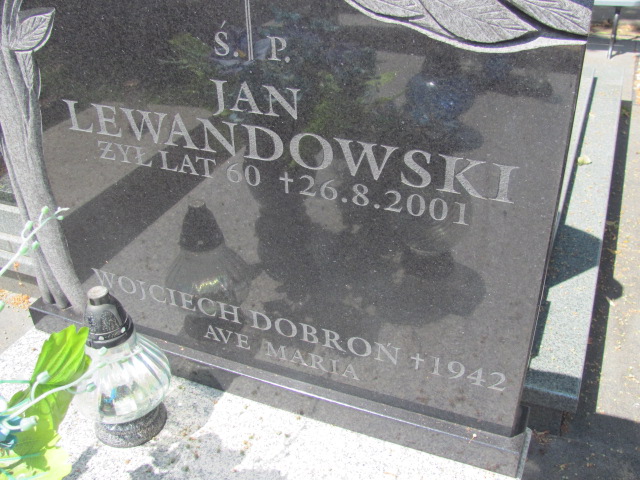 Ś. P.
JAN
LEWANDOWSKI
ŻYŁ LAT 60 †26.8.2001
WOJCIECH DOBROŃ †1942
AVE MARIA